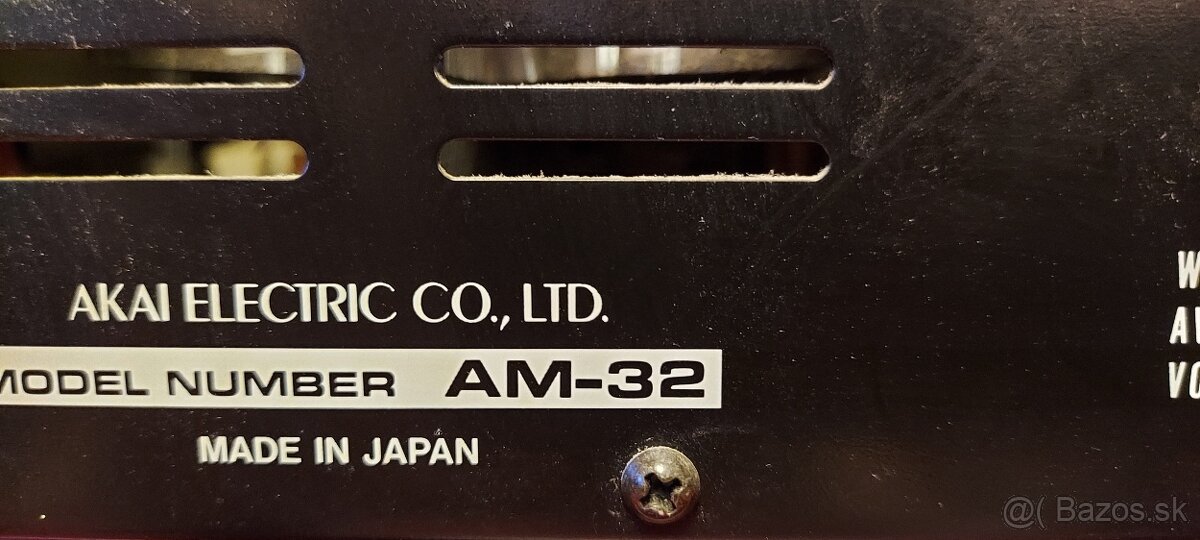 AKAI ELECTRIC CO., LTD.
MODEL NUMBER AM-32
MADE IN JAPAN
@( Bazos.sk